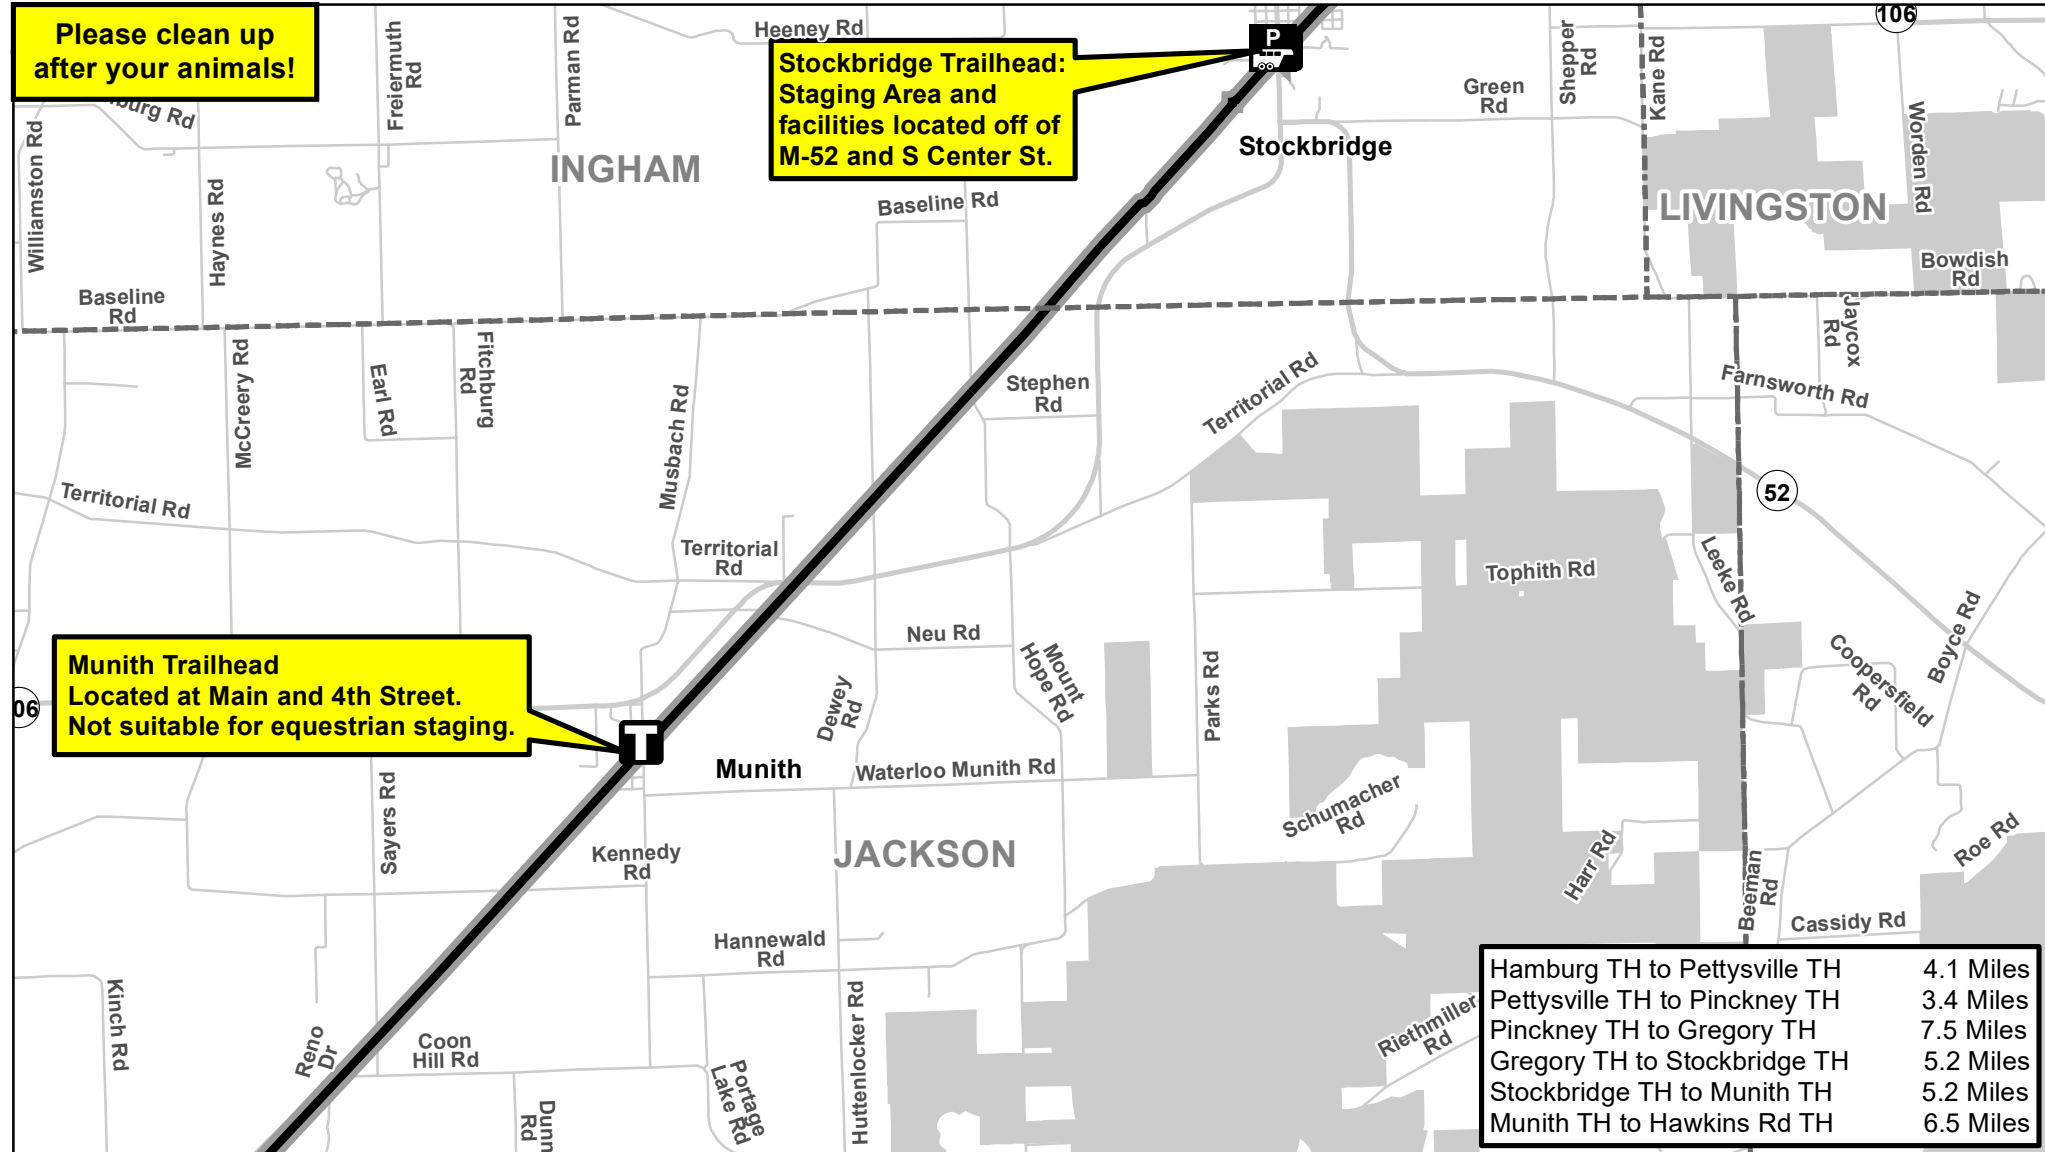 Please clean up
after your animals!
Heeney Rd
106
Stockbridge Trailhead:
Staging Area and
facilities located off of
M-52 and S Center St.
P
Freiermuth
Rd
Parman Rd
Green
Rd
Shepper
Rd
Kane Rd
Worden Rd
Williamston Rd
Haynes Rd
INGHAM
Stockbridge
LIVINGSTON
Baseline Rd
Bowdish
Rd
Baseline
Rd
McCreery Rd
Earl Rd
Fitchburg
Rd
Musbach Rd
Stephen
Rd
Territorial Rd
Jaycox
Rd
Farnsworth Rd
52
Territorial Rd
Territorial
Rd
Tophith Rd
Leeke Rd
Boyce Rd
Coopersfield
Rd
Neu Rd
Mount
Hope Rd
Dewey
Rd
Parks Rd
Munith Trailhead
Located at Main and 4th Street.
Not suitable for equestrian staging.
06
T
Munith
Waterloo Munith Rd
Schumacher
Rd
Sayers Rd
Kennedy
Rd
JACKSON
Harr Rd
Roe Rd
Beeman
Rd
Cassidy Rd
Hannewald
Rd
Kinch Rd
Reno
Dr
Coon
Hill Rd
Huttenlocker Rd
Portage
Lake Rd
Dunn
Rd
Riethmiller
Rd
Hamburg TH to Pettysville TH 4.1 Miles
Pettysville TH to Pinckney TH 3.4 Miles
Pinckney TH to Gregory TH 7.5 Miles
Gregory TH to Stockbridge TH 5.2 Miles
Stockbridge TH to Munith TH 5.2 Miles
Munith TH to Hawkins Rd TH 6.5 Miles